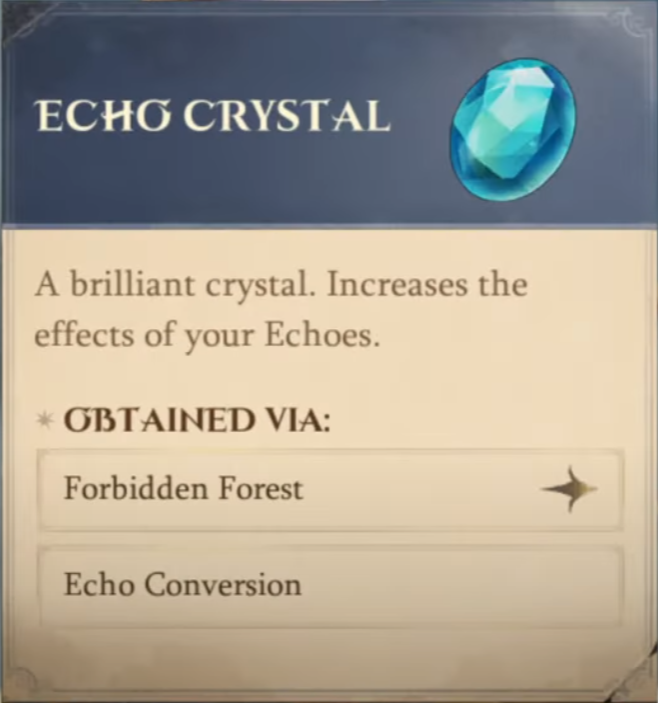 ECHO CRYSTAL
A brilliant crystal. Increases the
effects of your Echoes.
OBTAINED VIA:
Forbidden Forest
Echo Conversion